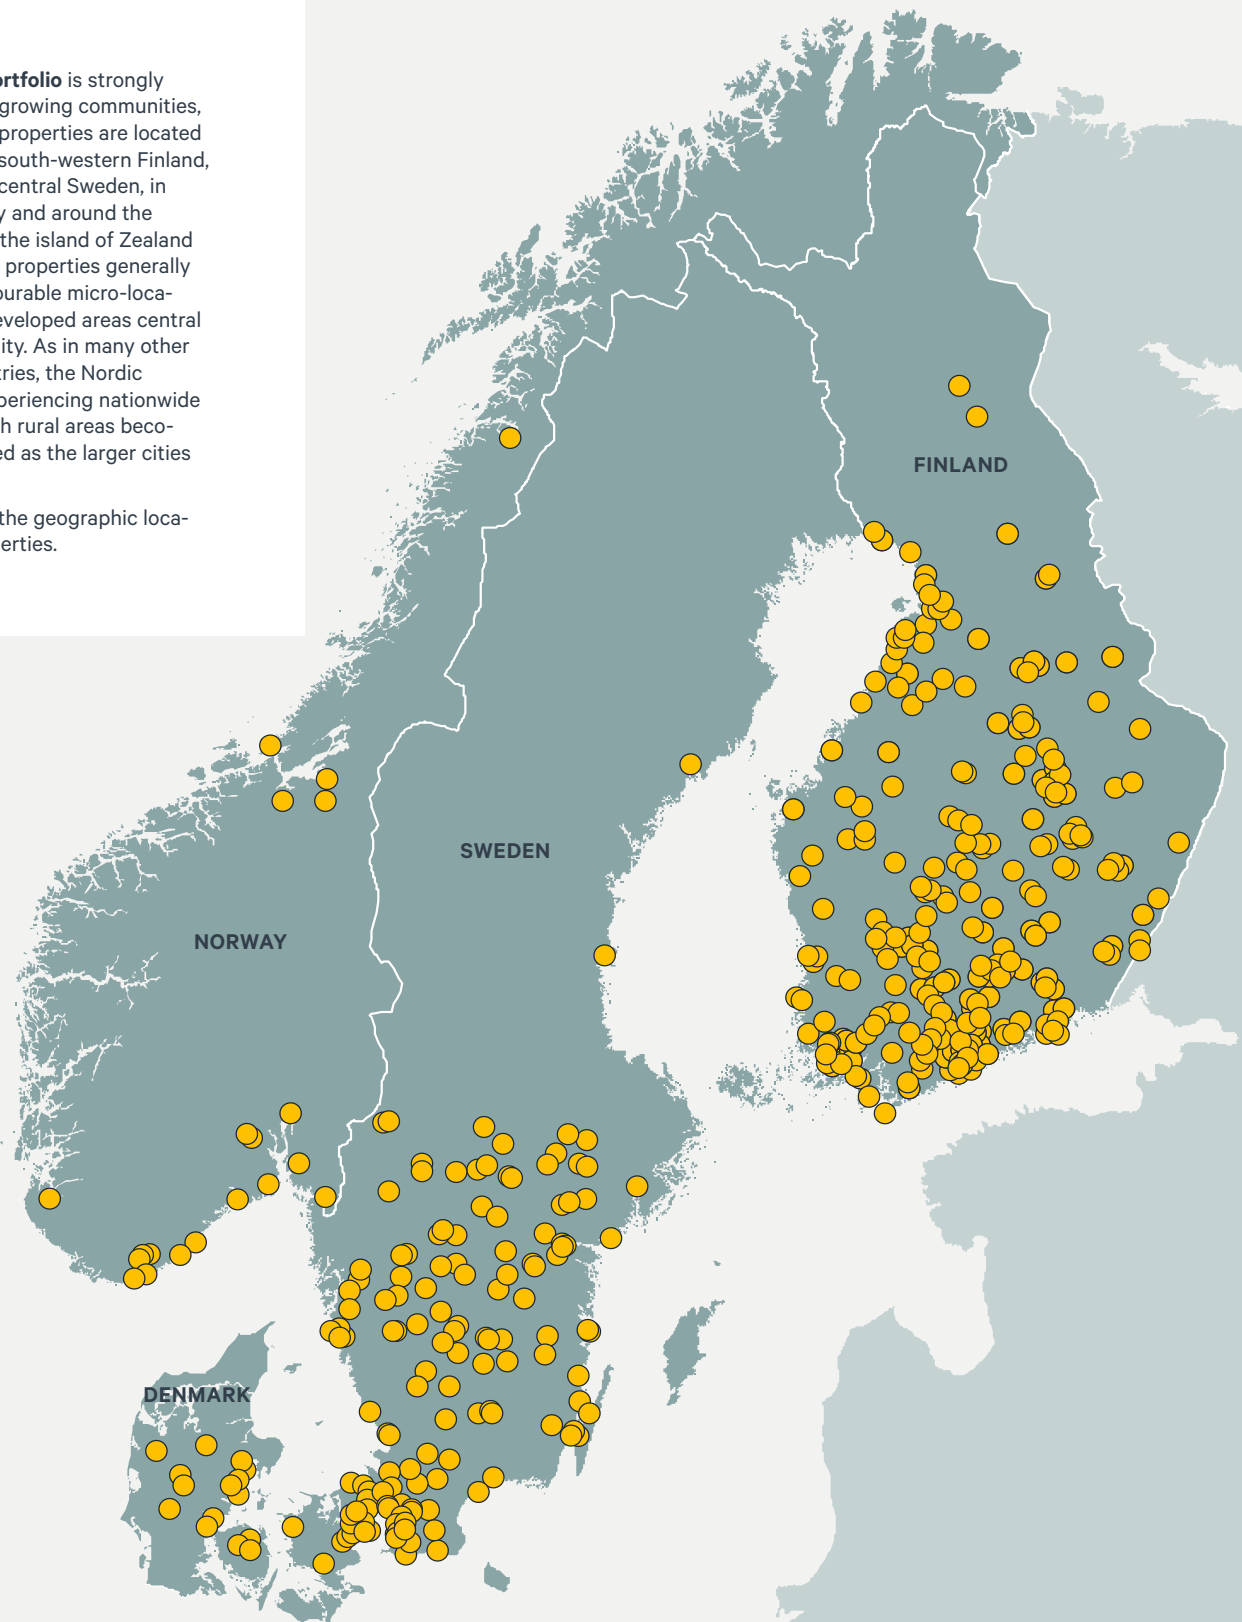 ortfolio is strongly
growing communities,
properties are located
south-western Finland,
central Sweden, in
y and around the
the island of Zealand
properties generally
ourable micro-loca-
eveloped areas central
ity. As in many other
tries, the Nordic
periencing nationwide
h rural areas beco-
ed as the larger cities
the geographic loca-
erties.
FINLAND
SWEDEN
NORWAY
DENMARK